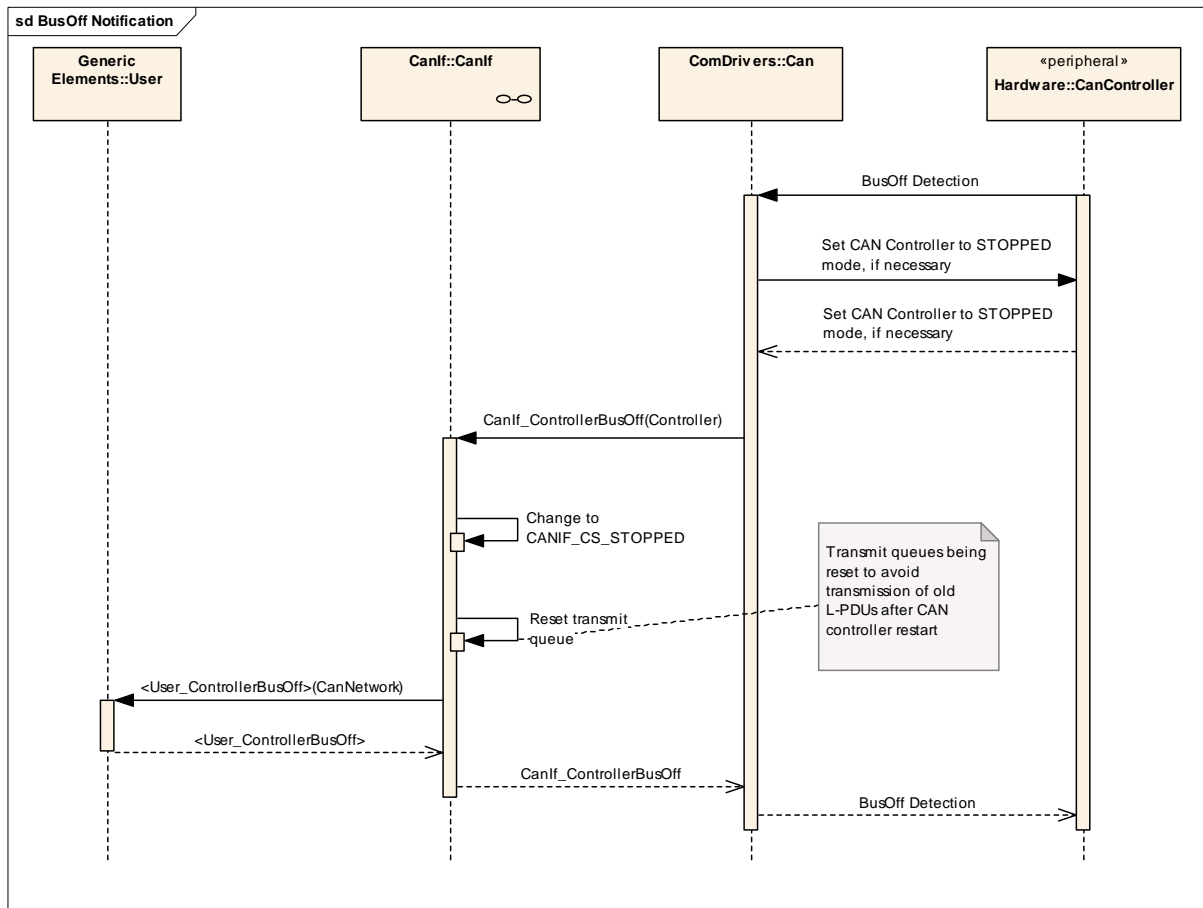 sd BusOff Notification
Generic
Elements::User
CanIf::CanIf
ComDrivers::Can
«peripheral»
Hardware::CanController
BusOff Detection
Set CAN Controller to STOPPED
mode, if necessary
Set CAN Controller to STOPPED
mode, if necessary
CanIf_ControllerBusOff(Controller)
Change to
CANIF_CS_STOPPED
Transmit queues being
reset to avoid
transmission of old
L-PDUs after CAN
controller restart
Reset transmit
queue
<User_ControllerBusOff>(CanNetwork)
<User_ControllerBusOff>
CanIf_ControllerBusOff
BusOff Detection